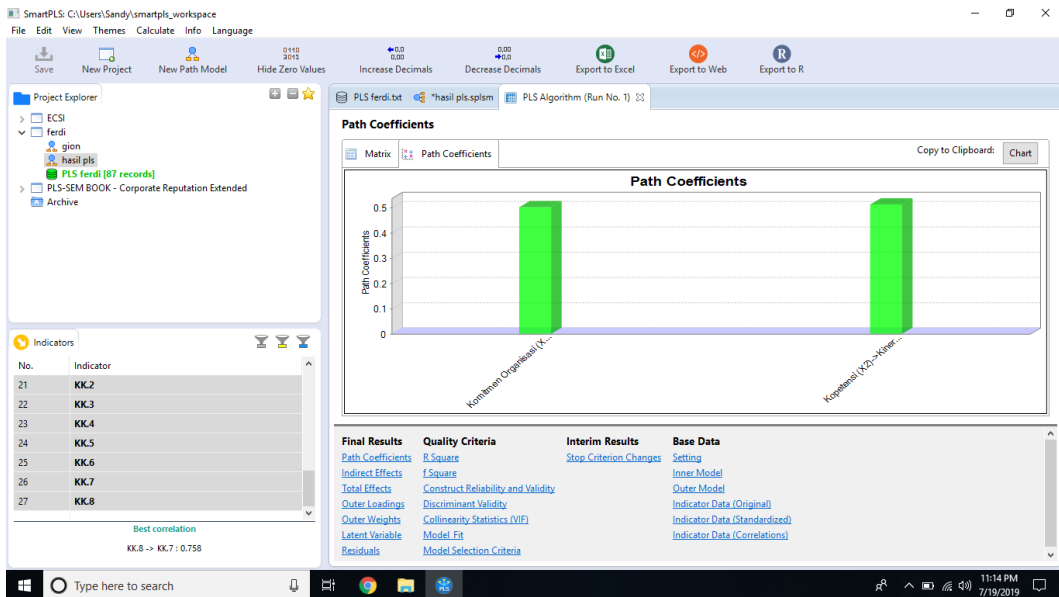 SmartPLS: C:\Users\Sandy\smartpls_workspace
File Edit View Themes Calculate Info Language
Save New Project New Path Model Hide Zero Values Increase Decimals Decrease Decimals Export to Excel Export to Web Export to R
Project Explorer
ECSI
ferdi
gion
hasil pls
PLS ferdi [87 records]
PLS-SEM BOOK - Corporate Reputation Extended
Archive
Indicators
No. Indicator
21 KK.2
22 KK.3
23 KK.4
24 KK.5
25 KK.6
26 KK.7
27 KK.8
Best correlation
KK.8 -> KK.7 : 0.758
PLS ferdi.txt *hasil pls.splsm PLS Algorithm (Run No. 1)
Path Coefficients
Matrix Path Coefficients Copy to Clipboard: Chart
Path Coefficients
Path Coefficients
0.5
0.4
0.3
0.2
0.1
0
Komitmen Organisasi (X...
Kopetensi (X2)->Kiner...
Final Results Quality Criteria Interim Results Base Data
Path Coefficients R Square Stop Criterion Changes Setting
Indirect Effects f Square Inner Model
Total Effects Construct Reliability and Validity Outer Model
Outer Loadings Discriminant Validity Indicator Data (Original)
Outer Weights Collinearity Statistics (VIF) Indicator Data (Standardized)
Latent Variable Model_Fit Indicator Data (Correlations)
Residuals Model Selection Criteria
Type here to search
11:14 PM
7/19/2019